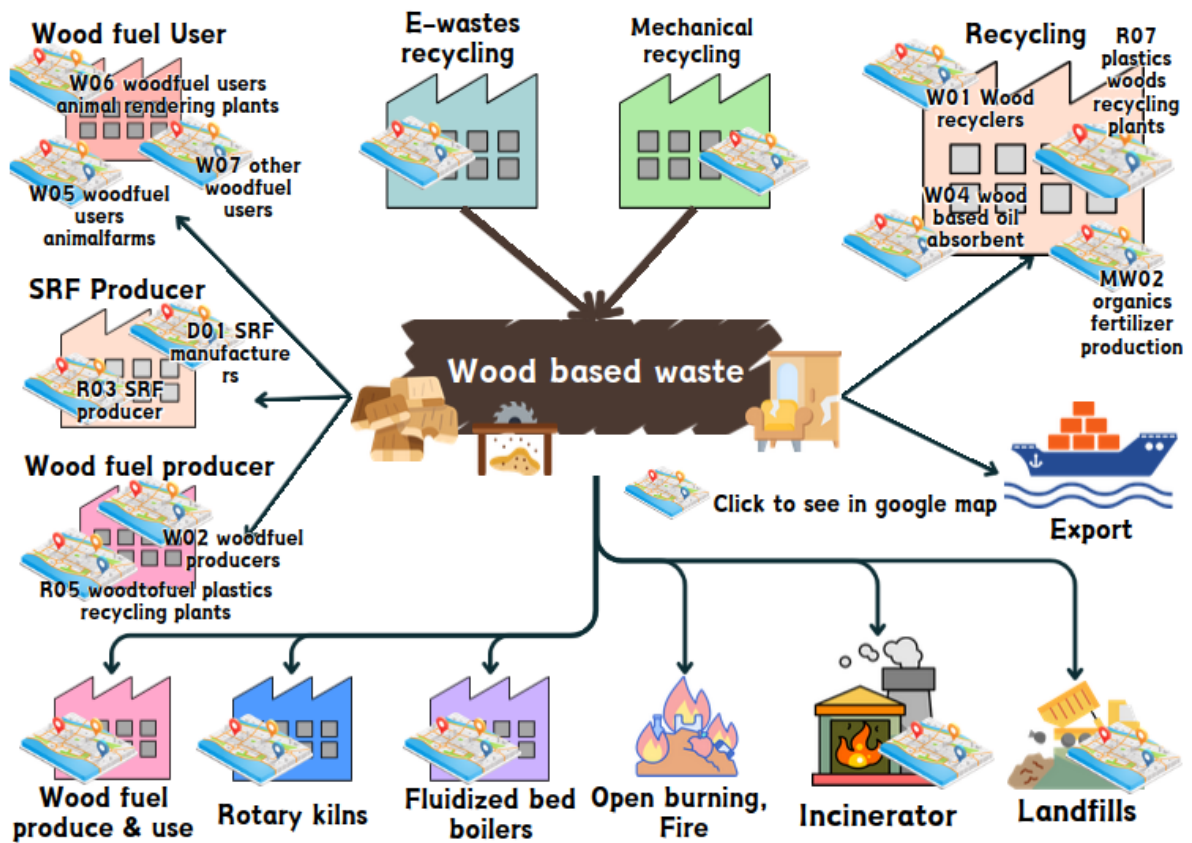 Wood fuel User
W06 woodfuel users
animal rendering plants
W07 other
woodfuel
users
W05 woodfuel
users
animalfarms
E-wastes
recycling
Mechanical
recycling
Recycling
R07
plastics
woods
recycling
plants
W01 Wood
recyclers
W04 wood
based oil
absorbent
MW02
organics
fertilizer
production
SRF Producer
D01 SRF
manufacture
rs
R03 SRF
producer
Wood based waste
Wood fuel producer
W02 woodfuel
producers
R05 woodtofuel plastics
recycling plants
Click to see in google map
Export
Wood fuel
produce & use
Rotary kilns
Fluidized bed
boilers
Open burning,
Fire
Incinerator
Landfills